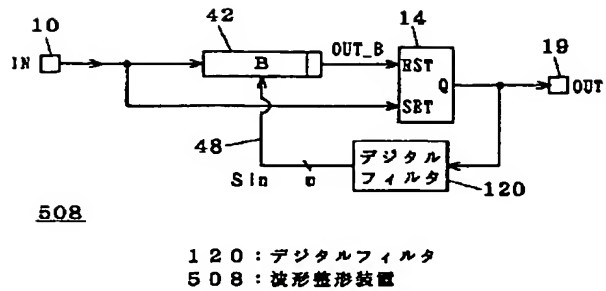 42
14
10
19
IN
B
OUT_B
RST
Q
SET
OUT
48
Sin
デジタル
フィルタ
120
508
120:デジタルフィルタ
508:波形整形装置